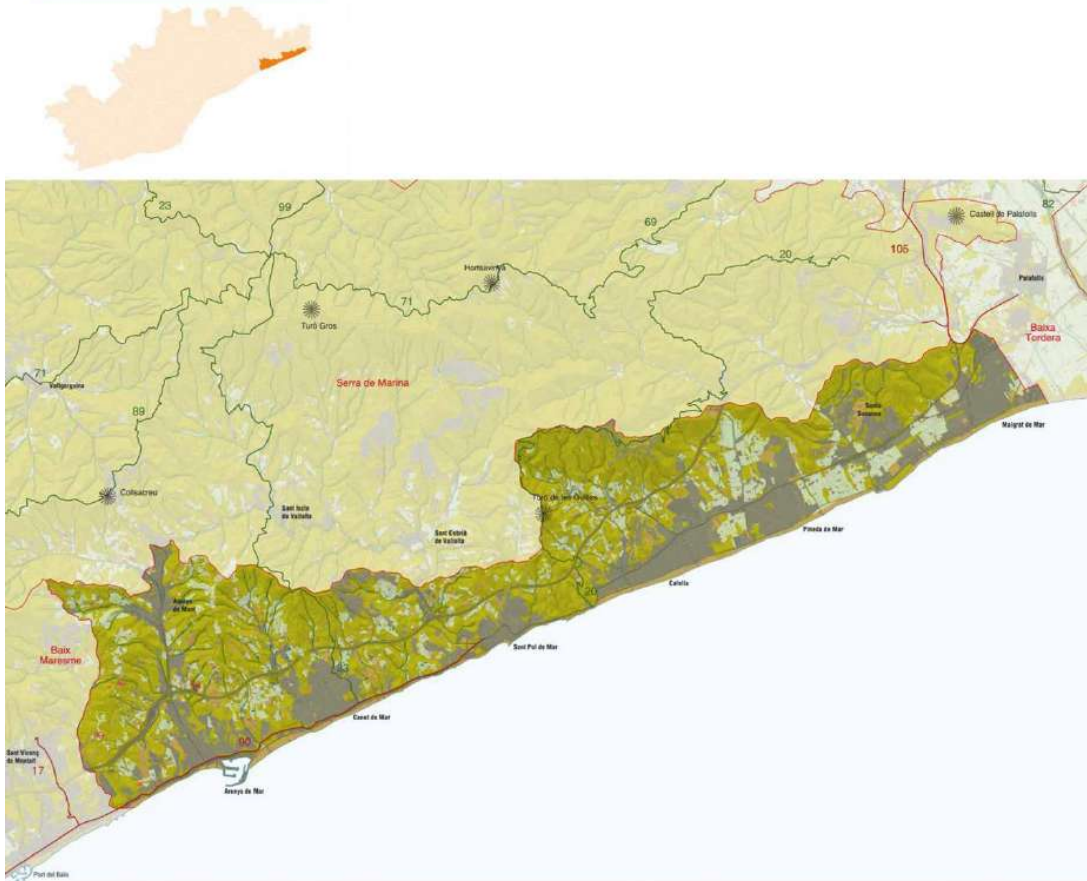 23
99
69
82
Castell de Palafolls
105
20
Palafolls
Hortsavinyà
71
Turó Gros
Baixa
Tordera
71
Vallgorguina
Serra de Marina
89
Santa
Susanna
Malgrat de Mar
Collsacreu
Turó de les Guilles
Sant Iscle
de Vallalta
Sant Cebrià
de Vallalta
Pineda de Mar
Calella
20
Arenys
de Munt
Baix
Maresme
Sant Pol de Mar
Canet de Mar
90
Sant Vicenç
de Montalt
17
Arenys de Mar
Port del Balís